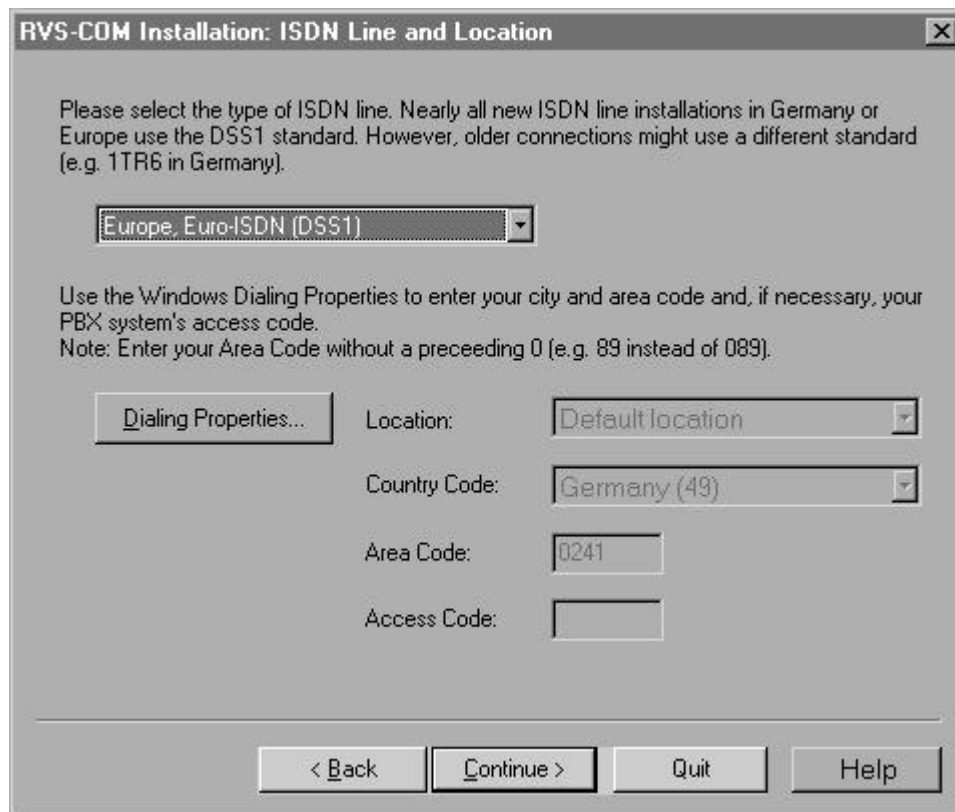 RVS-COM Installation: ISDN Line and Location
Please select the type of ISDN line. Nearly all new ISDN line installations in Germany or
Europe use the DSS1 standard. However, older connections might use a different standard
(e.g. 1TR6 in Germany).
Europe, Euro-ISDN (DSS1)
Use the Windows Dialing Properties to enter your city and area code and, if necessary, your
PBX system's access code.
Note: Enter your Area Code without a preceeding 0 (e.g. 89 instead of 089).
Dialing Properties...
Location:
Default location
Country Code:
Germany (49)
Area Code:
0241
Access Code:
< Back
Continue >
Quit
Help